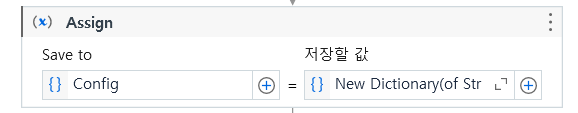 (x) Assign
Save to
저장할 값
{} Config
=
{} New Dictionary(of Str